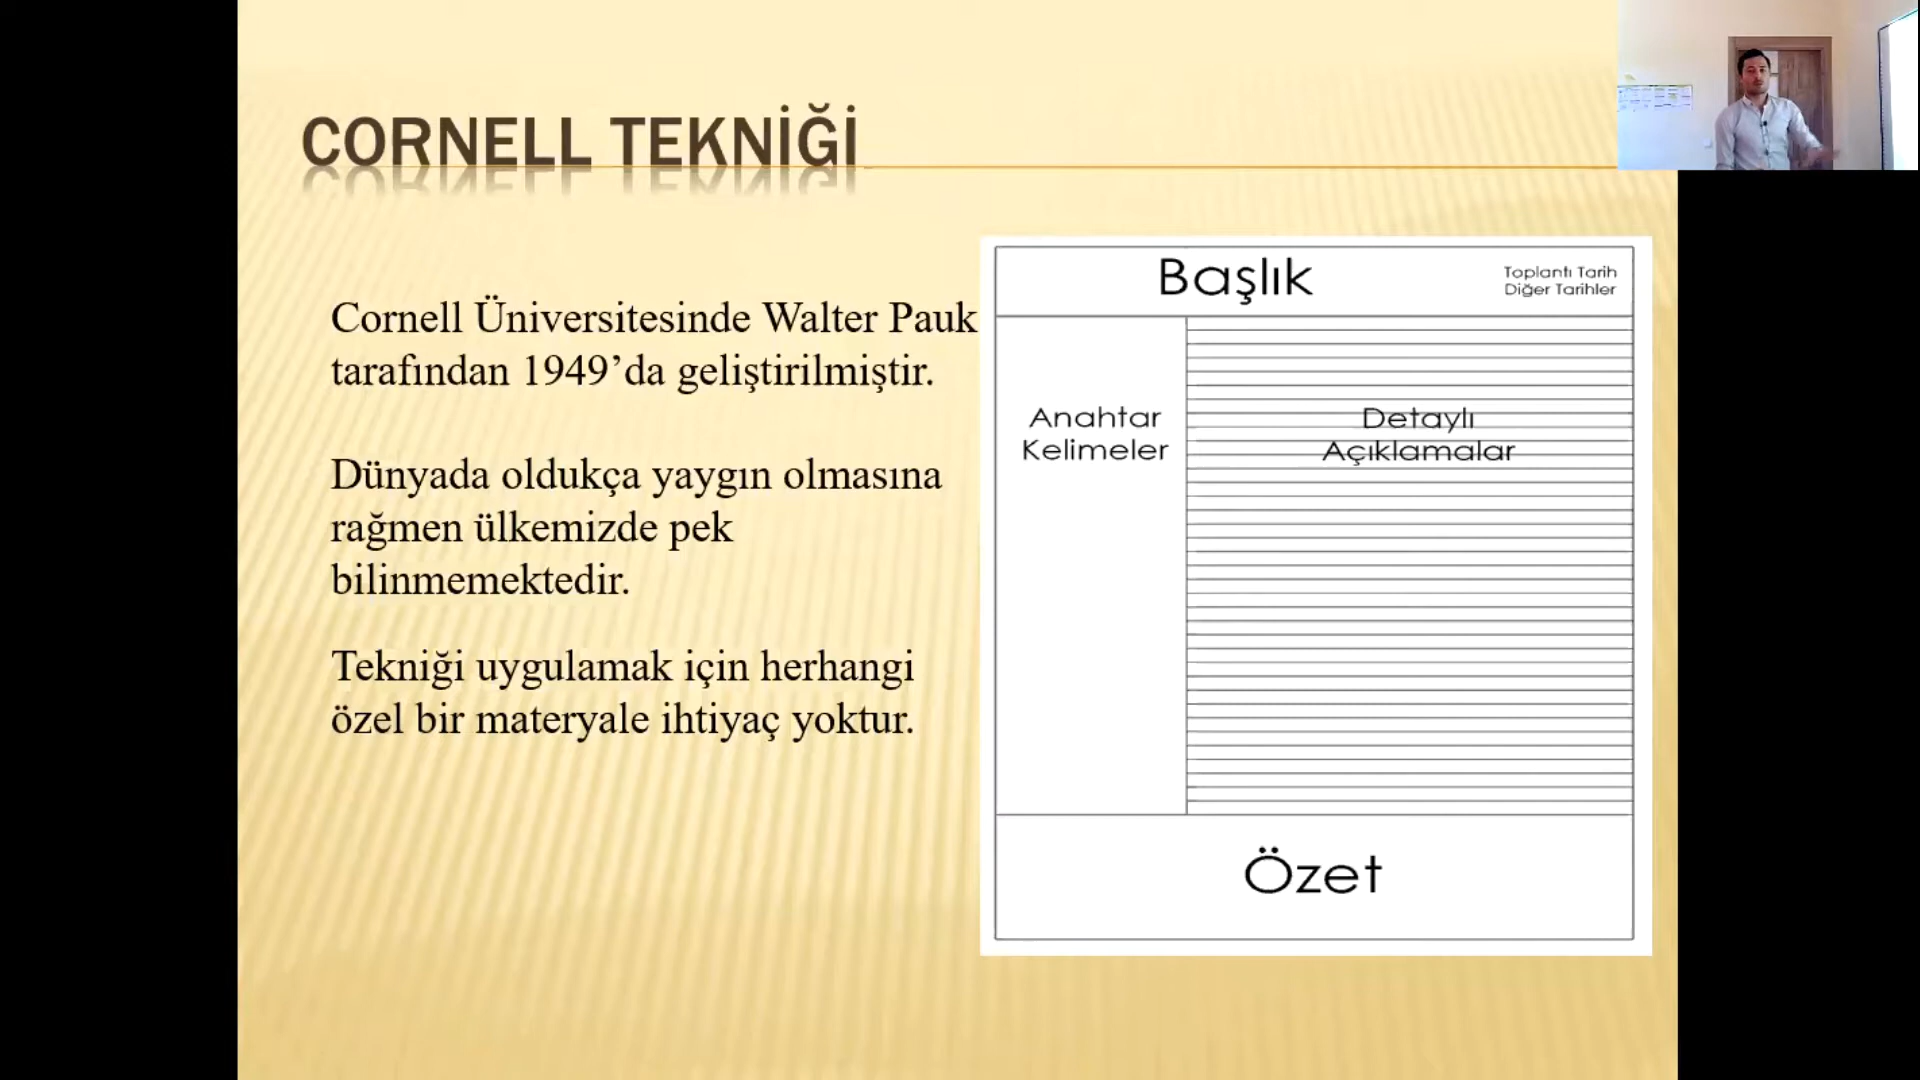 CORNELL TEKNİĞİ
Cornell Üniversitesinde Walter Pauk
tarafından 1949’da geliştirilmiştir.
Dünyada oldukça yaygın olmasına
rağmen ülkemizde pek
bilinmemektedir.
Tekniği uygulamak için herhangi
özel bir materyale ihtiyaç yoktur.
Başlık
Toplantı Tarih
Diğer Tarihler
Anahtar
Kelimeler
Detaylı
Açıklamalar
Özet